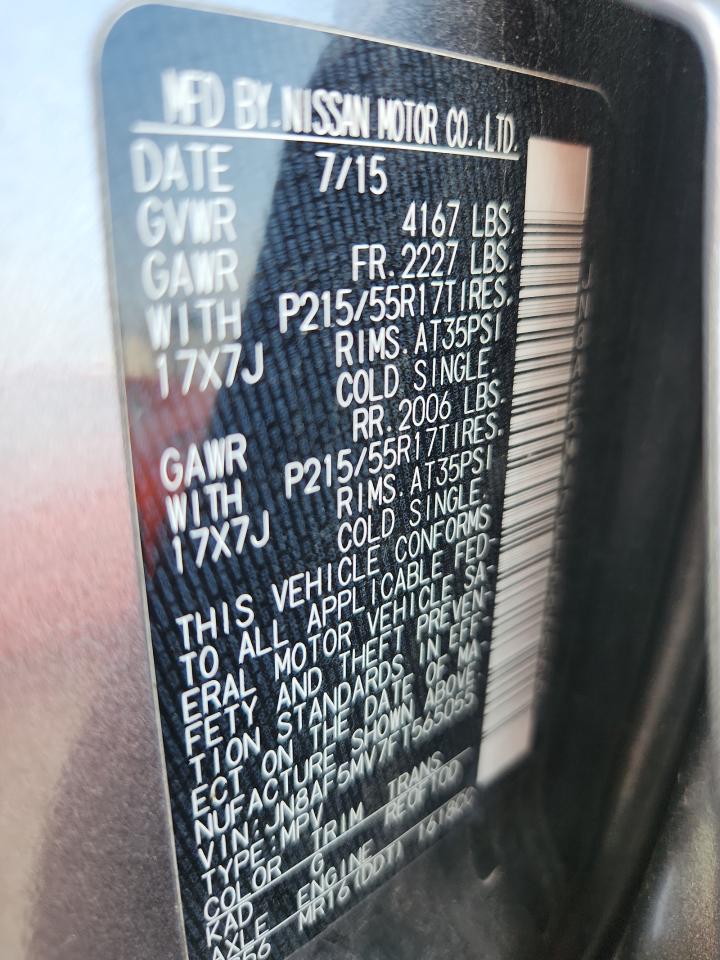 MFD BY.NISSAN MOTOR CO.,LTD.
DATE 7/15
GVWR 4167 LBS.
GAWR FR.2227 LBS.
WITH P215/55R17TIRES.
17X7J RIMS.AT35PSI
COLD SINGLE.
GAWR RR.2006 LBS.
WITH P215/55R17TIRES.
17X7J RIMS.AT35PSI
COLD SINGLE.
THIS VEHICLE CONFORMS
TO ALL APPLICABLE FED-
ERAL MOTOR VEHICLE SA-
FETY AND THEFT PREVEN-
TION STANDARDS IN EFF-
ECT ON THE DATE OF MA-
NUFACTURE SHOWN ABOVE
VIN:JN8AF5MV7FT565055
TYPE:MPV
COLOR TRIM TRANS
KAD G
AXLE ENGINE
MR16(DDT) 1618CC